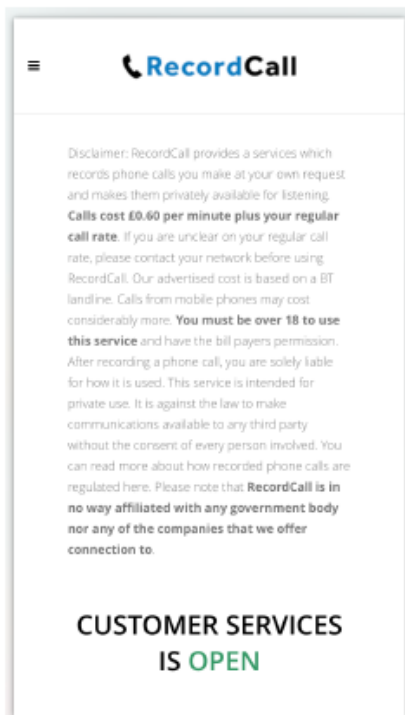 RecordCall
Disclaimer: RecordCall provides a services which
records phone calls you make at your own request
and makes them privately available for listening.
Calls cost £0.60 per minute plus your regular
call rate. If you are unclear on your regular call
rate, please contact your network before using
RecordCall. Our advertised cost is based on a BT
landline. Calls from mobile phones may cost
considerably more. You must be over 18 to use
this service and have the bill payers permission.
After recording a phone call, you are solely liable
for how it is used. This service is intended for
private use. It is against the law to make
communications available to any third party
without the consent of every person involved. You
can read more about how recorded phone calls are
regulated here. Please note that RecordCall is in
no way affiliated with any government body
nor any of the companies that we offer
connection to.
CUSTOMER SERVICES
IS OPEN